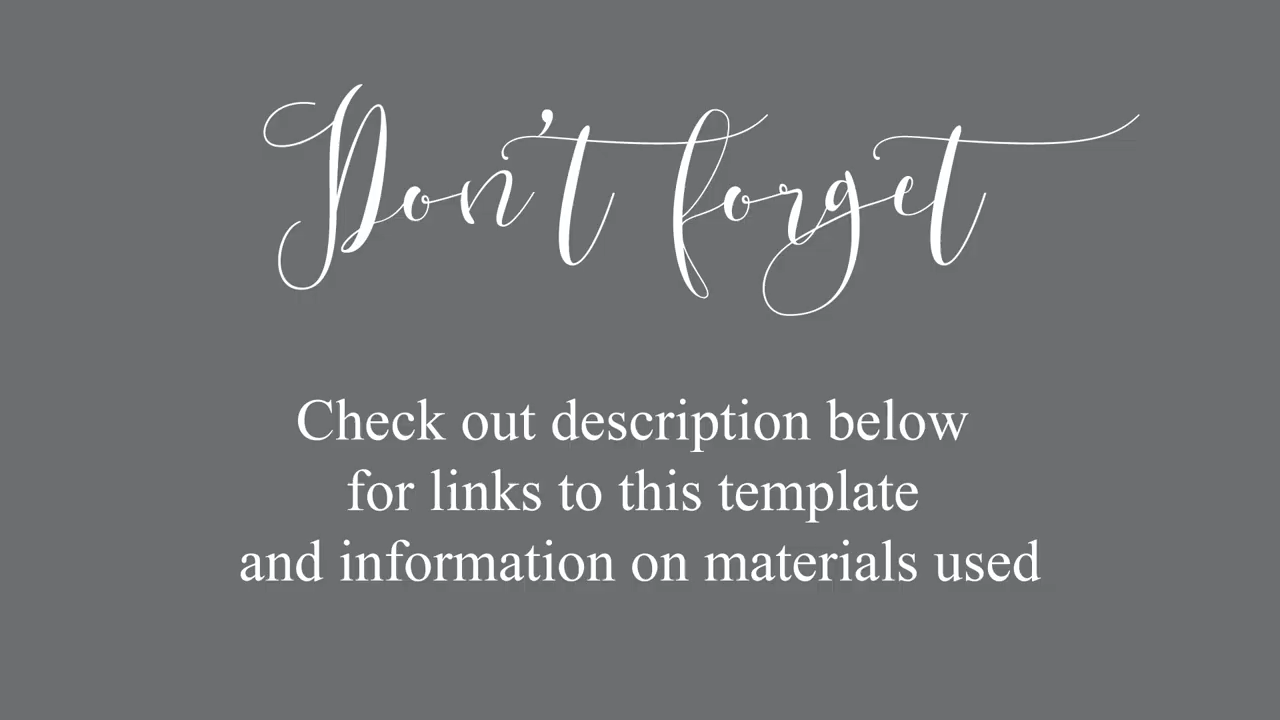 Don't forget
Check out description below
for links to this template
and information on materials used